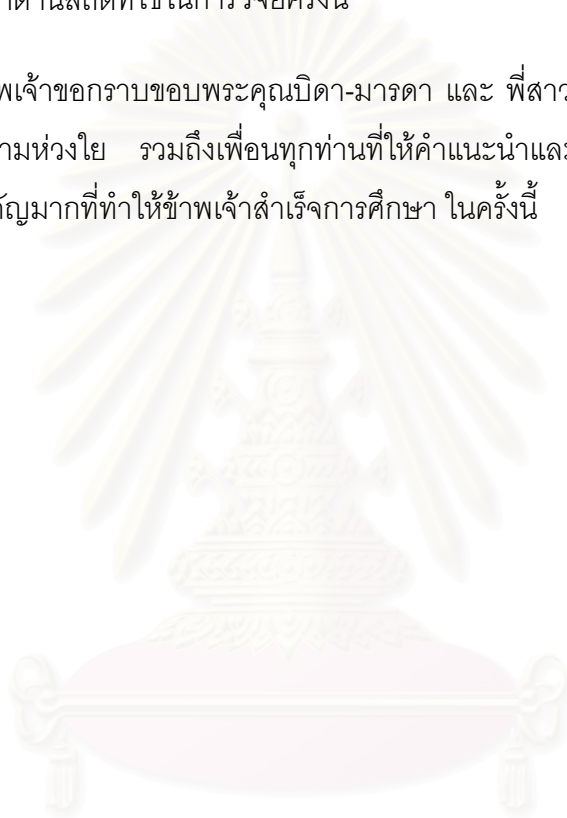 าด้านสถิติที่ใช้ในการวิจัยครั้งนี้
พเจ้าขอกราบขอบพระคุณบิดา-มารดา และ พี่สาว
ามห่วงใย รวมถึงเพื่อนทุกท่านที่ให้คำแนะนำและ
ัญมากที่ทำให้ข้าพเจ้าสำเร็จการศึกษา ในครั้งนี้